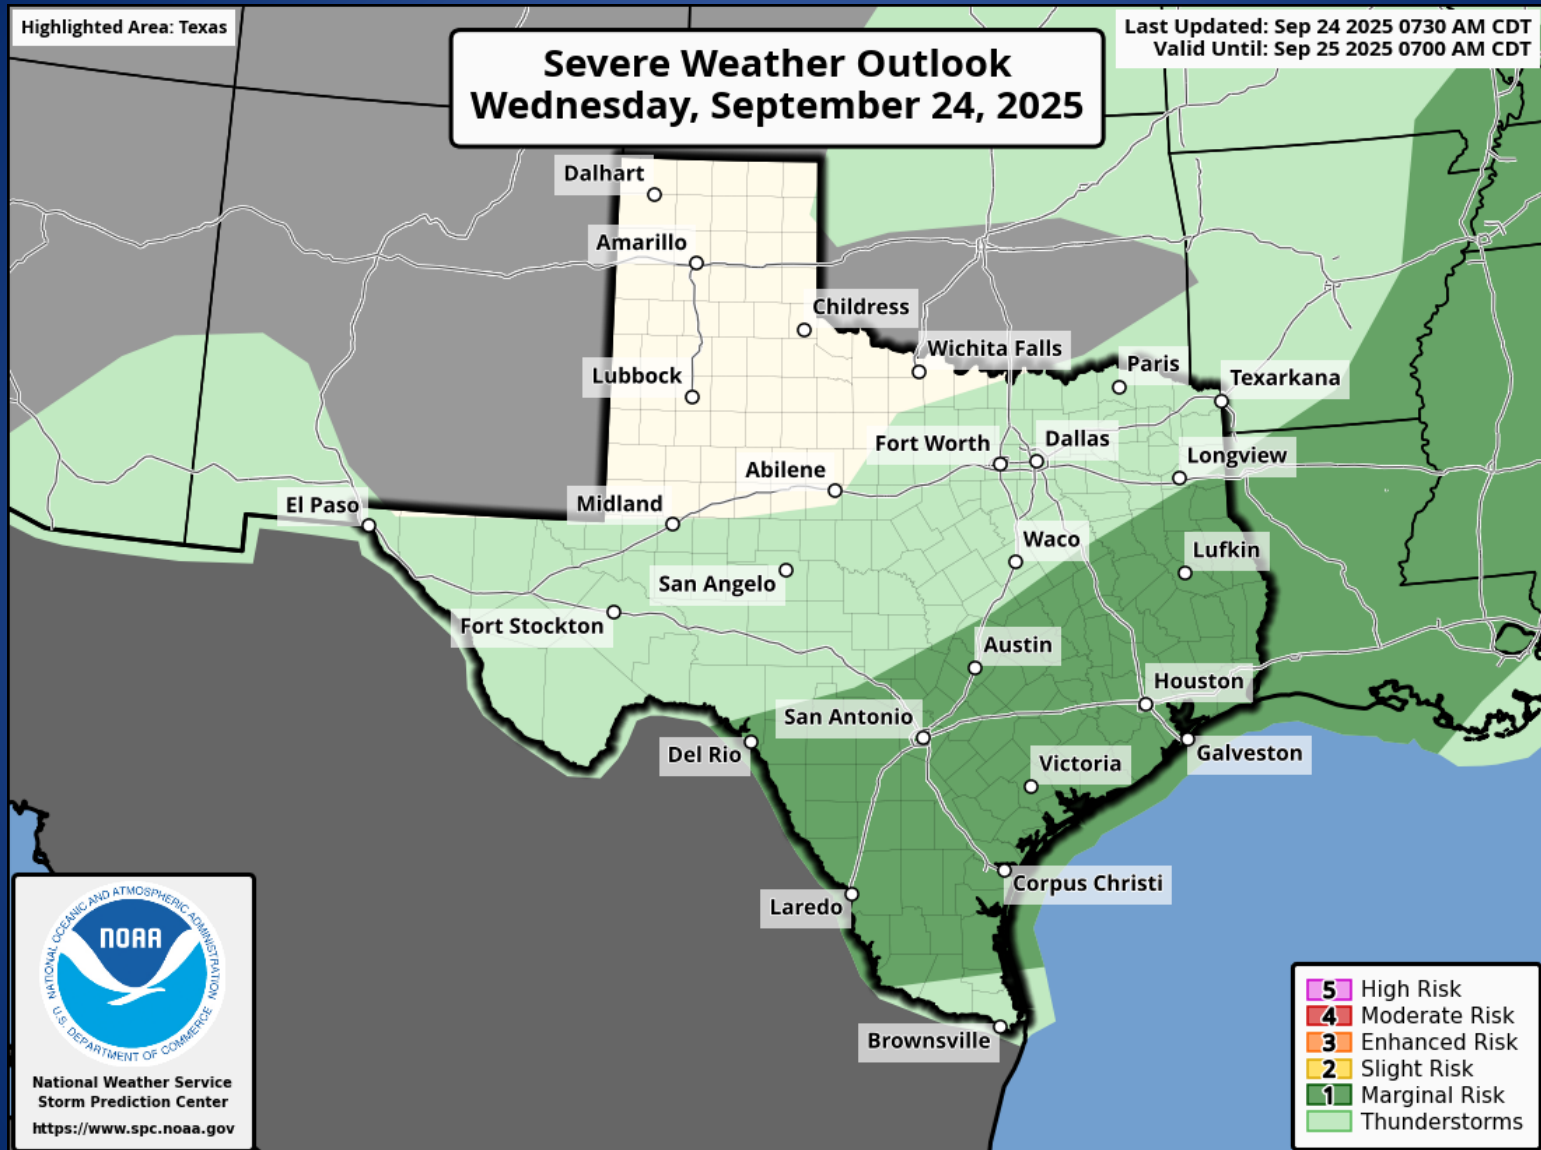 Highlighted Area: Texas
Last Updated: Sep 24 2025 0730 AM CDT
Valid Until: Sep 25 2025 0700 AM CDT
Severe Weather Outlook
Wednesday, September 24, 2025
Dalhart
Amarillo
Childress
Wichita Falls
Paris
Texarkana
Lubbock
Fort Worth
Dallas
Longview
Abilene
Midland
El Paso
Waco
Lufkin
San Angelo
Fort Stockton
Austin
Houston
San Antonio
Del Rio
Galveston
Victoria
Corpus Christi
Laredo
Brownsville
NATIONAL OCEANIC AND ATMOSPHERIC ADMINISTRATION
NOAA
U.S. DEPARTMENT OF COMMERCE
National Weather Service
Storm Prediction Center
https://www.spc.noaa.gov
5 High Risk
4 Moderate Risk
3 Enhanced Risk
2 Slight Risk
1 Marginal Risk
Thunderstorms